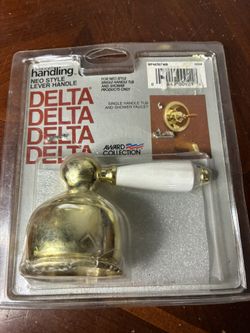 handling.
NEO STYLE
LEVER HANDLE
FOR NEO STYLE
SINGLE HANDLE TUB
AND SHOWER
PRODUCTS ONLY
DELTA
DELTA
DELTA
DELTA
SINGLE HANDLE TUB
AND SHOWER FAUCET
AWARD
COLLECTION